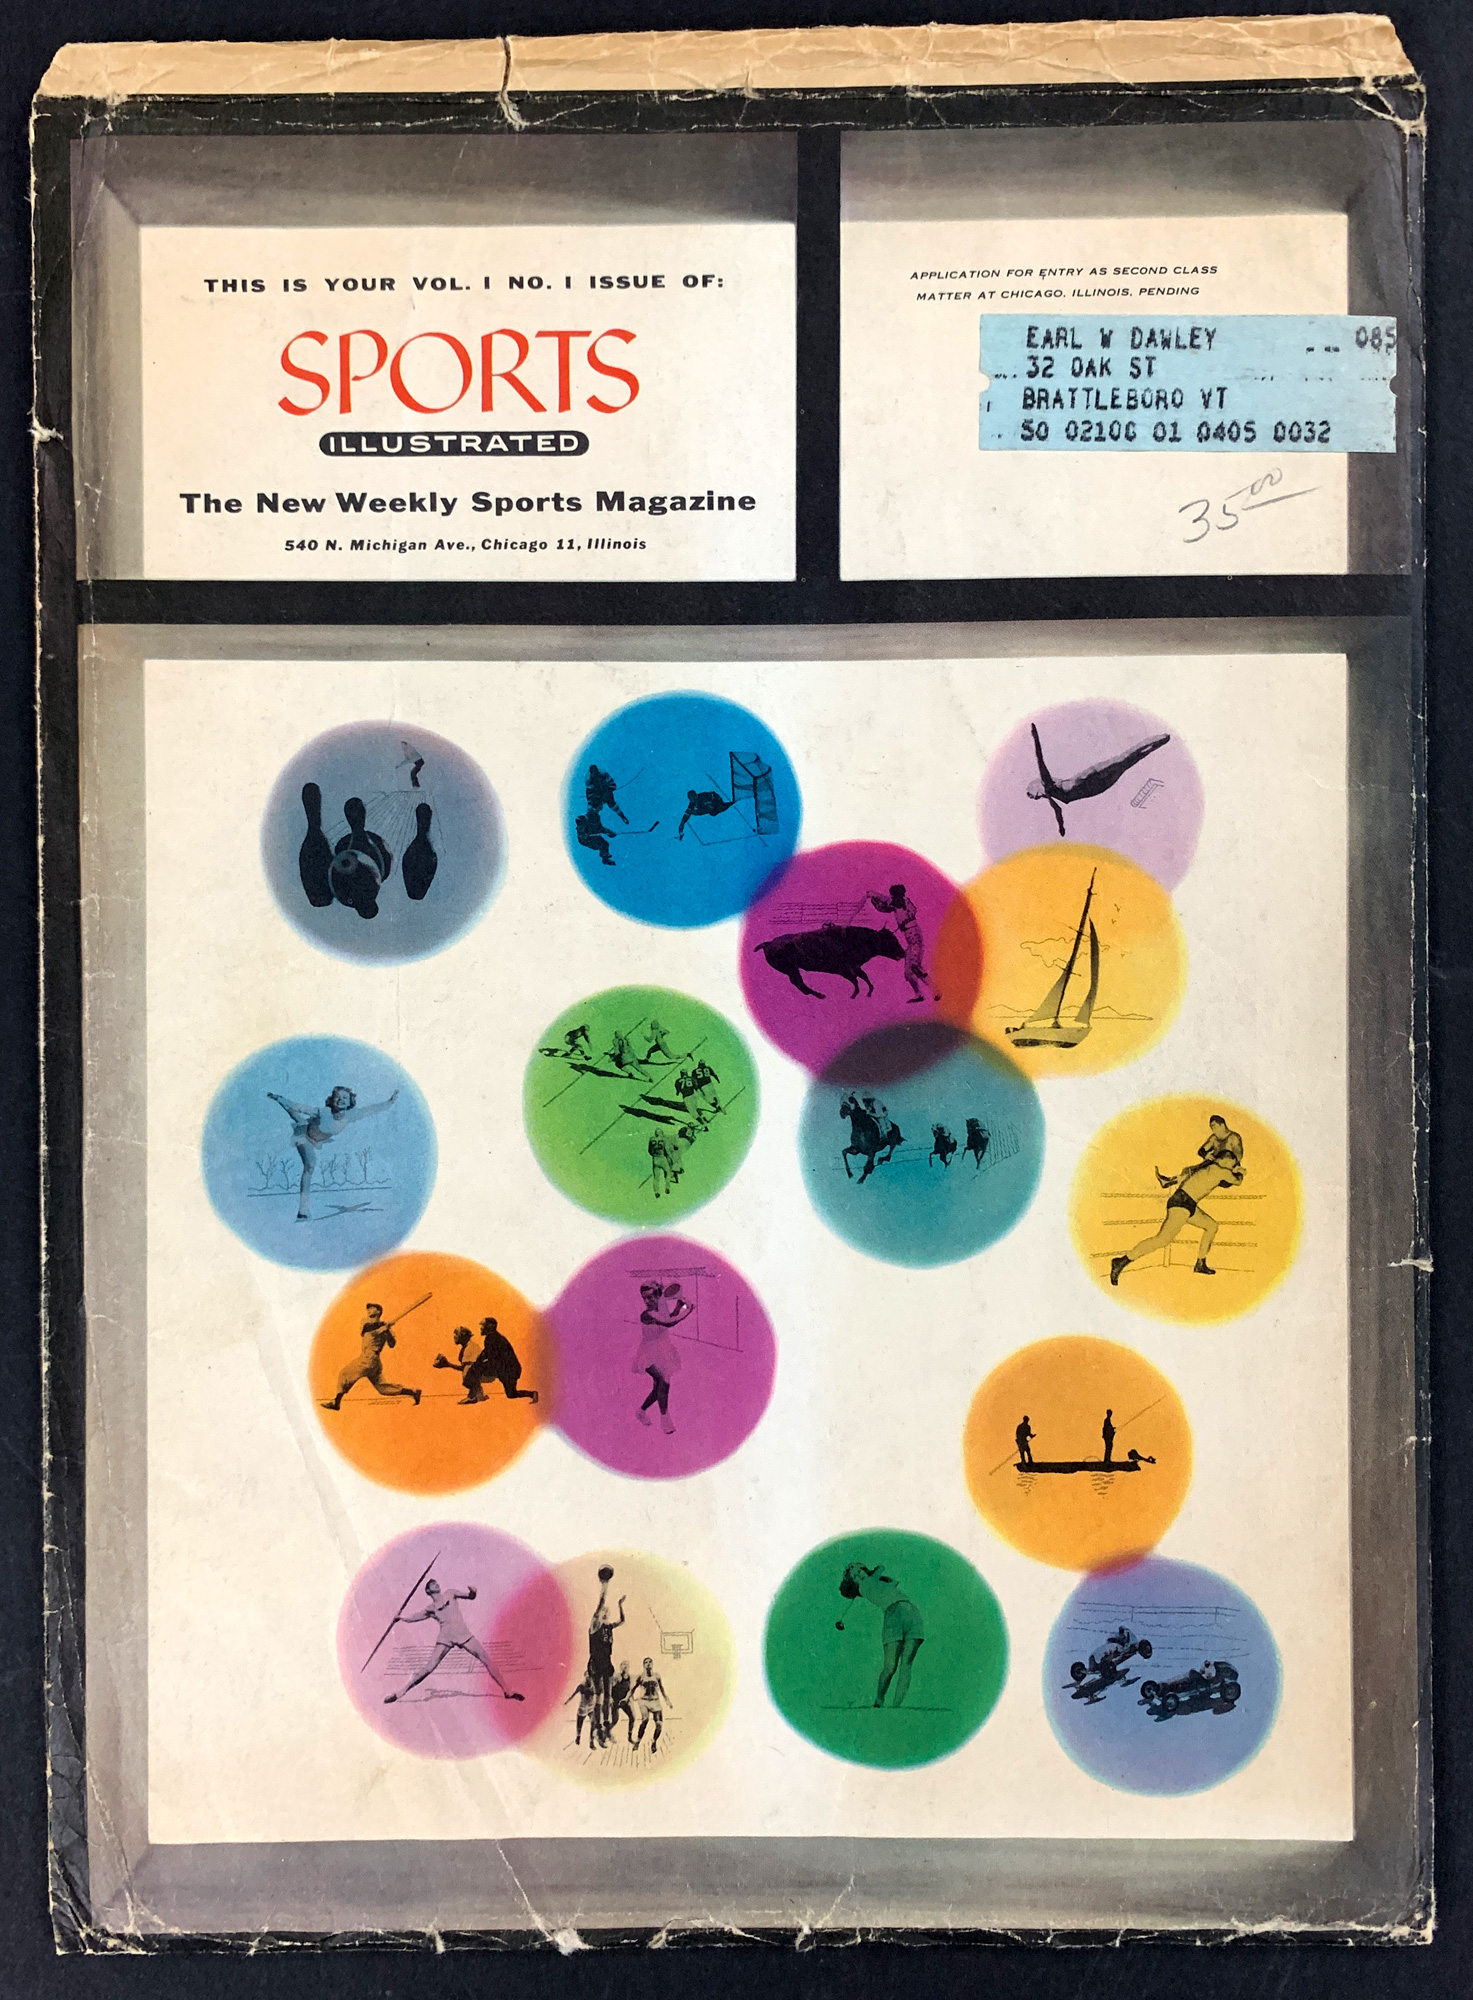 THIS IS YOUR VOL. I NO. I ISSUE OF:
SPORTS
ILLUSTRATED
The New Weekly Sports Magazine
540 N. Michigan Ave., Chicago 11, Illinois
APPLICATION FOR ENTRY AS SECOND CLASS
MATTER AT CHICAGO, ILLINOIS, PENDING
EARL W DAWLEY 085
32 OAK ST
BRATTLEBORO VT
50 02106 01 0405 0032
35.00
76 58